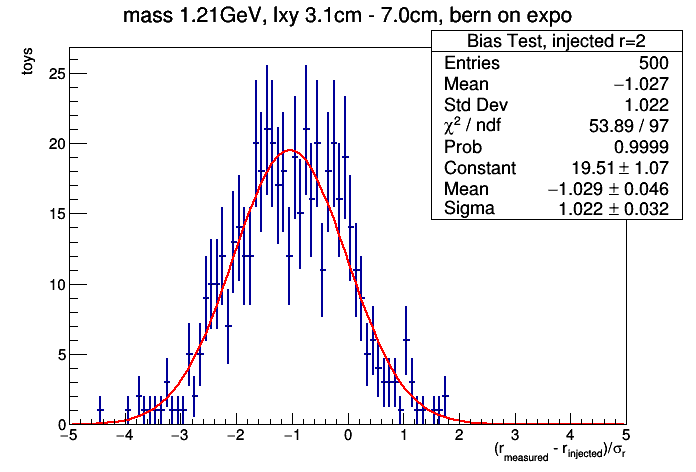 mass 1.21GeV, lxy 3.1cm - 7.0cm, bern on expo
Bias Test, injected r=2
Entries 500
Mean −1.027
Std Dev 1.022
χ² / ndf 53.89 / 97
Prob 0.9999
Constant 19.51 ± 1.07
Mean −1.029 ± 0.046
Sigma 1.022 ± 0.032
toys
25
20
15
10
5
0
−5 −4 −3 −2 −1 0 1 2 3 4 5
(r_measured - r_injected)/σ_r